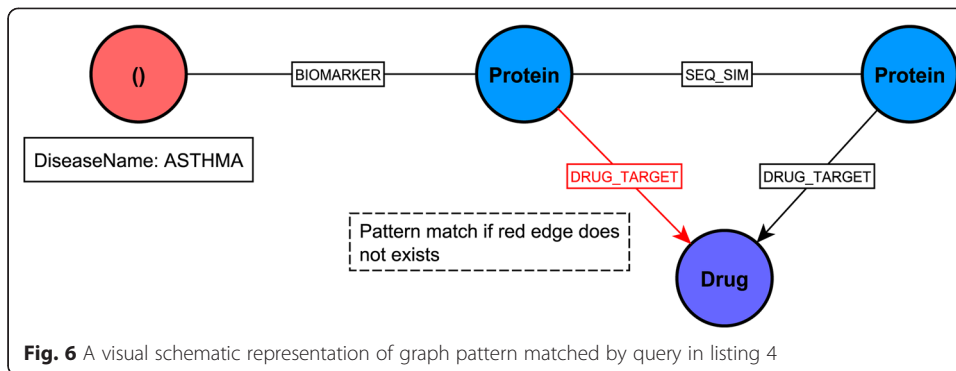 ()
BIOMARKER
Protein
SEQ_SIM
Protein
DiseaseName: ASTHMA
DRUG_TARGET
DRUG_TARGET
Pattern match if red edge does
not exists
Drug
Fig. 6 A visual schematic representation of graph pattern matched by query in listing 4